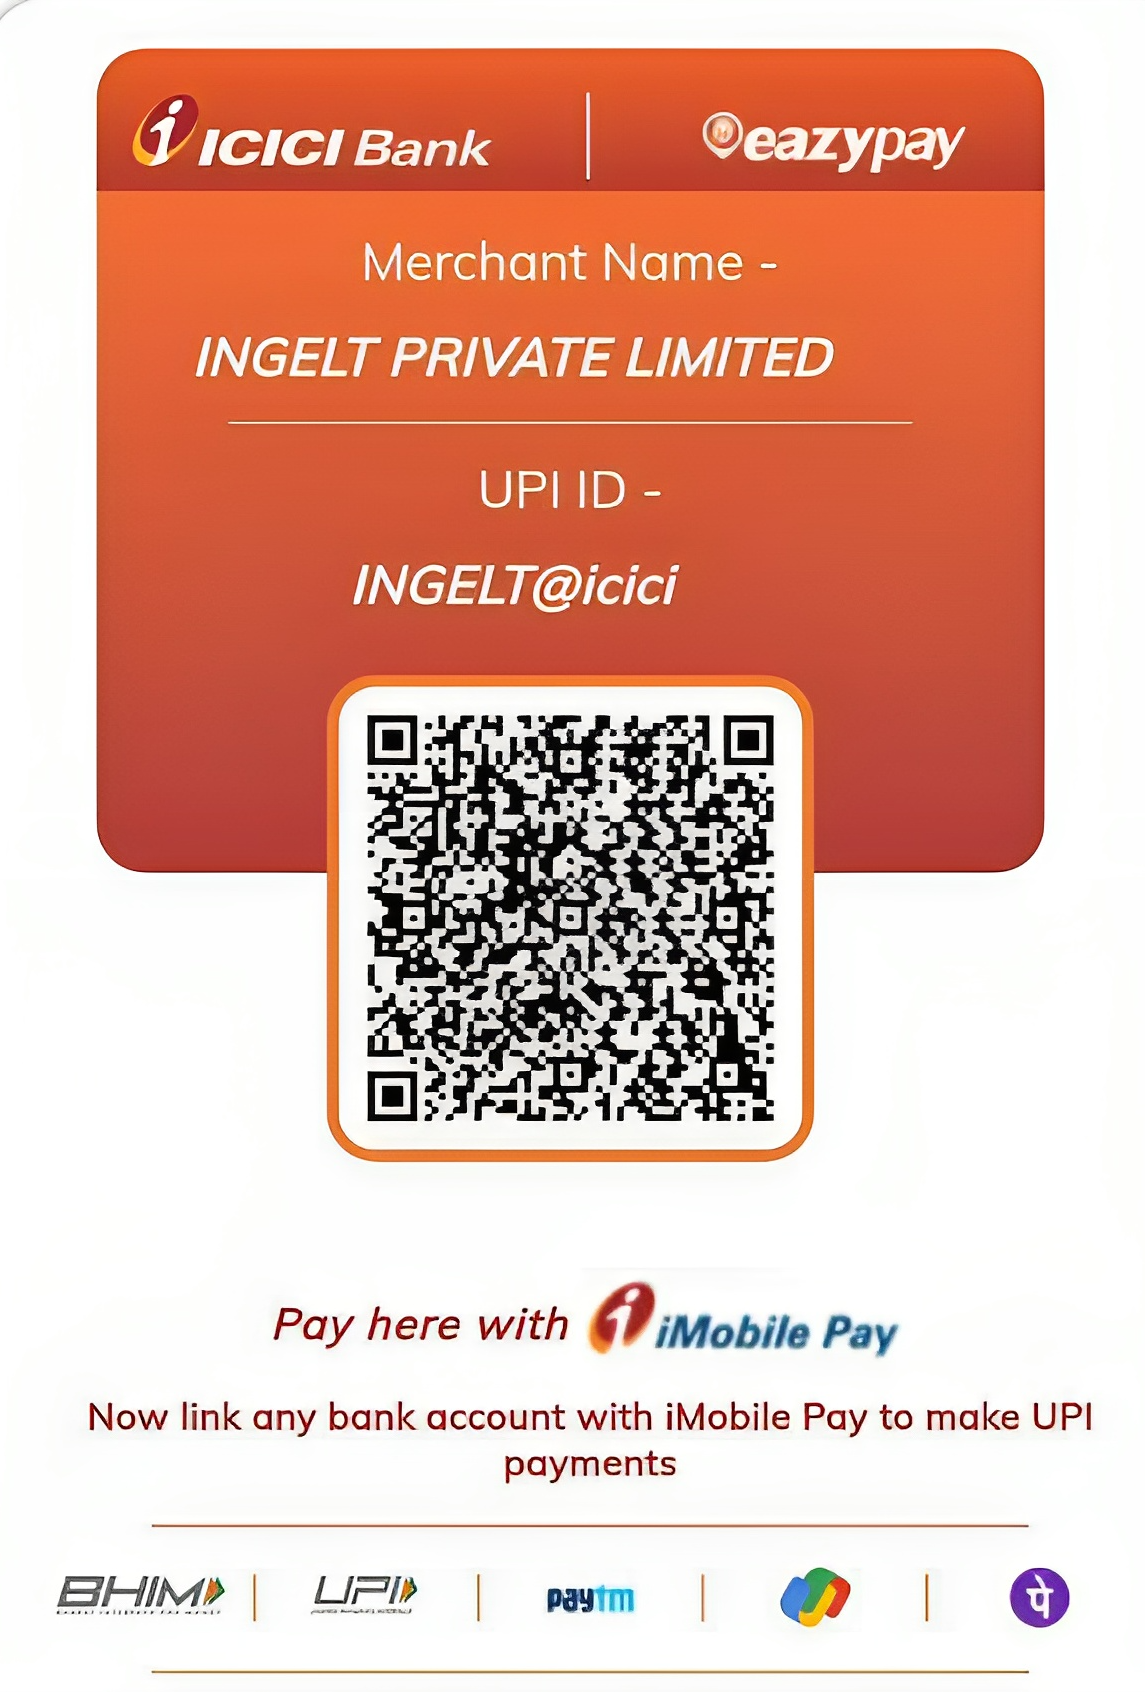 ICICI Bank
eazypay
Merchant Name -
INGELT PRIVATE LIMITED
UPI ID -
INGELT@icici
Pay here with iMobile Pay
Now link any bank account with iMobile Pay to make UPI
payments
BHIM UPI paytm पे